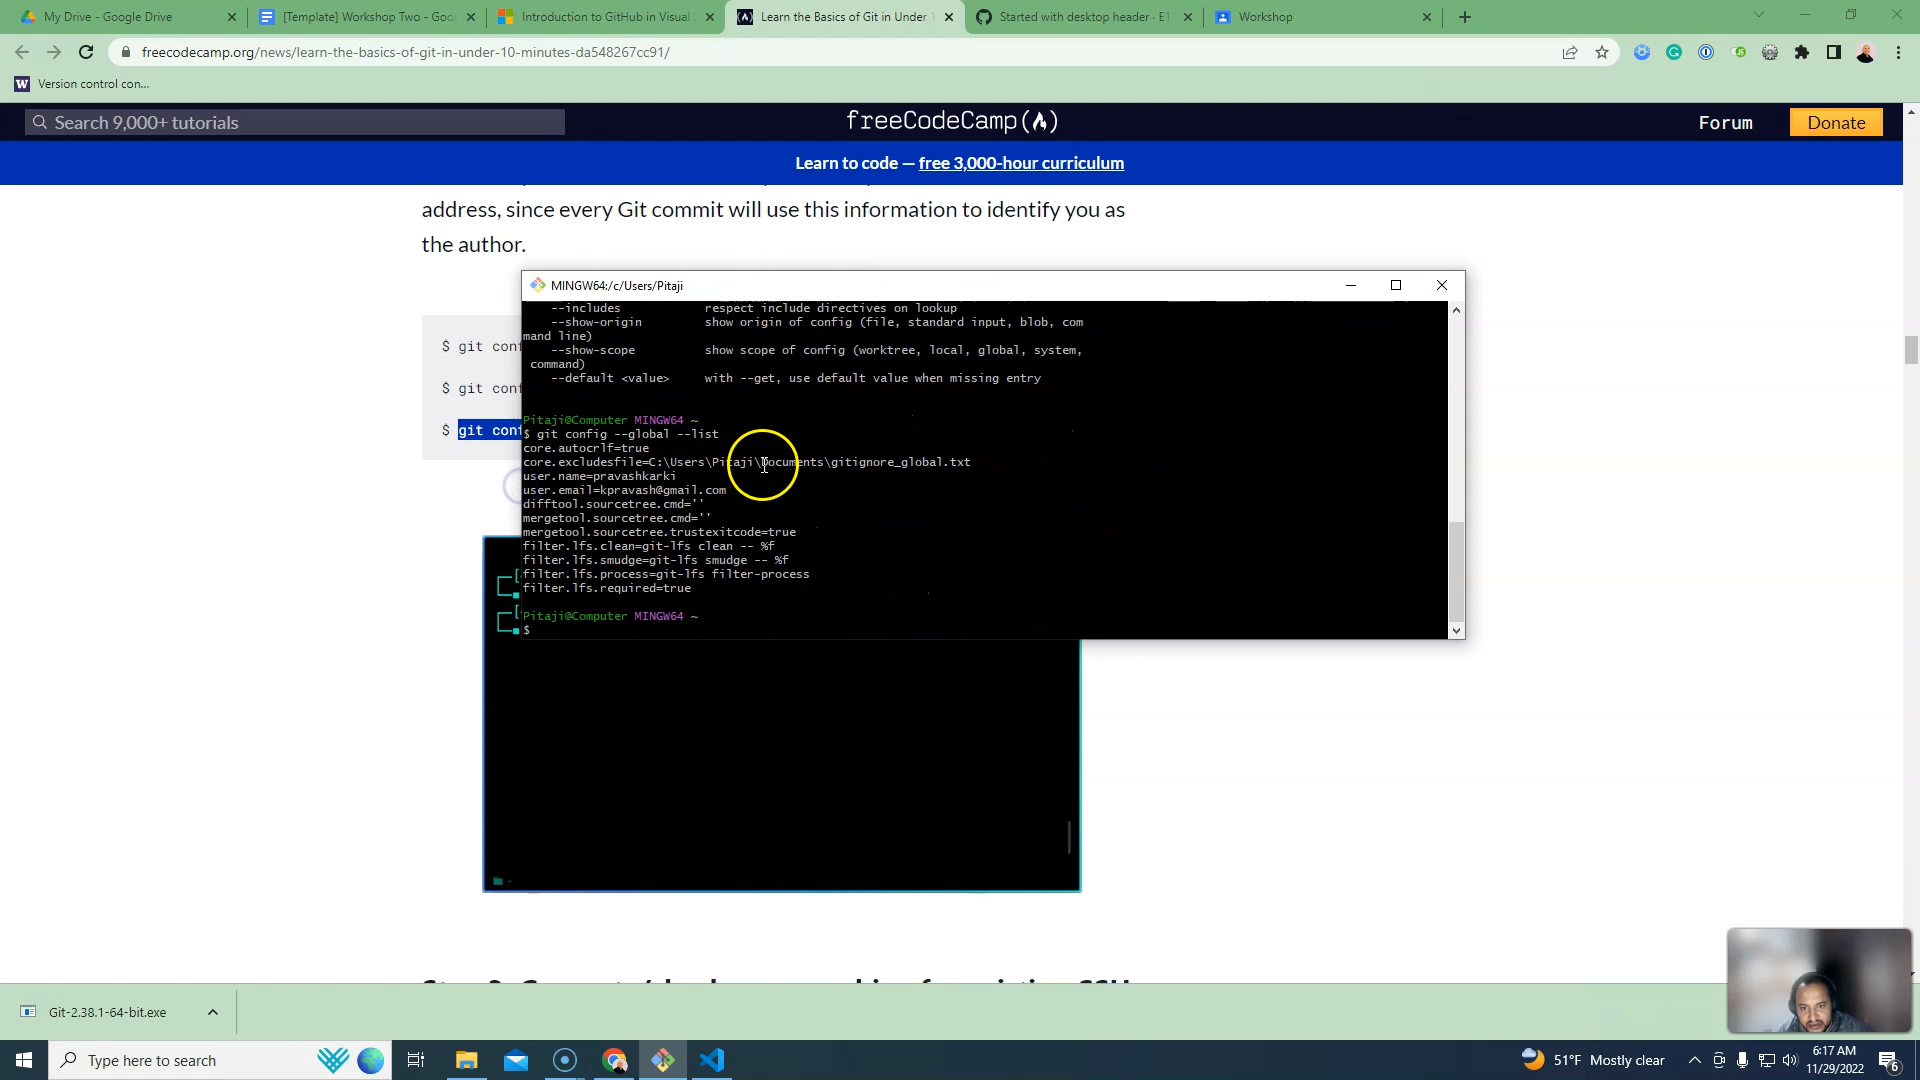 My Drive - Google Drive
[Template] Workshop Two - Goo
Introduction to GitHub in Visual
Learn the Basics of Git in Under 1
Started with desktop header · E1
Workshop
freecodecamp.org/news/learn-the-basics-of-git-in-under-10-minutes-da548267cc91/
Version control con...
Search 9,000+ tutorials
freeCodeCamp
Forum
Donate
Learn to code — free 3,000-hour curriculum
address, since every Git commit will use this information to identify you as
the author.
$ git conf
$ git conf
$ git conf
MINGW64:/c/Users/Pitaji
--includes respect include directives on lookup
--show-origin show origin of config (file, standard input, blob, com
mand line)
--show-scope show scope of config (worktree, local, global, system,
command)
--default <value> with --get, use default value when missing entry
Pitaji@Computer MINGW64 ~
$ git config --global --list
core.autocrlf=true
core.excludesfile=C:\Users\Pitaji\Documents\gitignore_global.txt
user.name=pravashkarki
user.email=kpravash@gmail.com
difftool.sourcetree.cmd=''
mergetool.sourcetree.cmd=''
mergetool.sourcetree.trustexitcode=true
filter.lfs.clean=git-lfs clean -- %f
filter.lfs.smudge=git-lfs smudge -- %f
filter.lfs.process=git-lfs filter-process
filter.lfs.required=true
Pitaji@Computer MINGW64 ~
$
Git-2.38.1-64-bit.exe
Type here to search
51°F Mostly clear
6:17 AM
11/29/2022
6